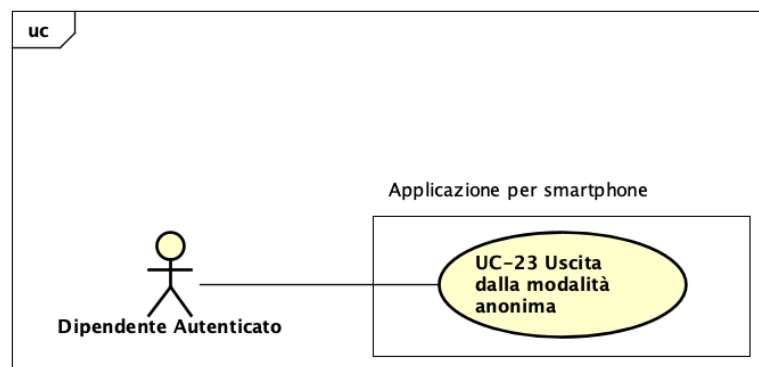 uc
Applicazione per smartphone
UC-23 Uscita
dalla modalità
anonima
Dipendente Autenticato